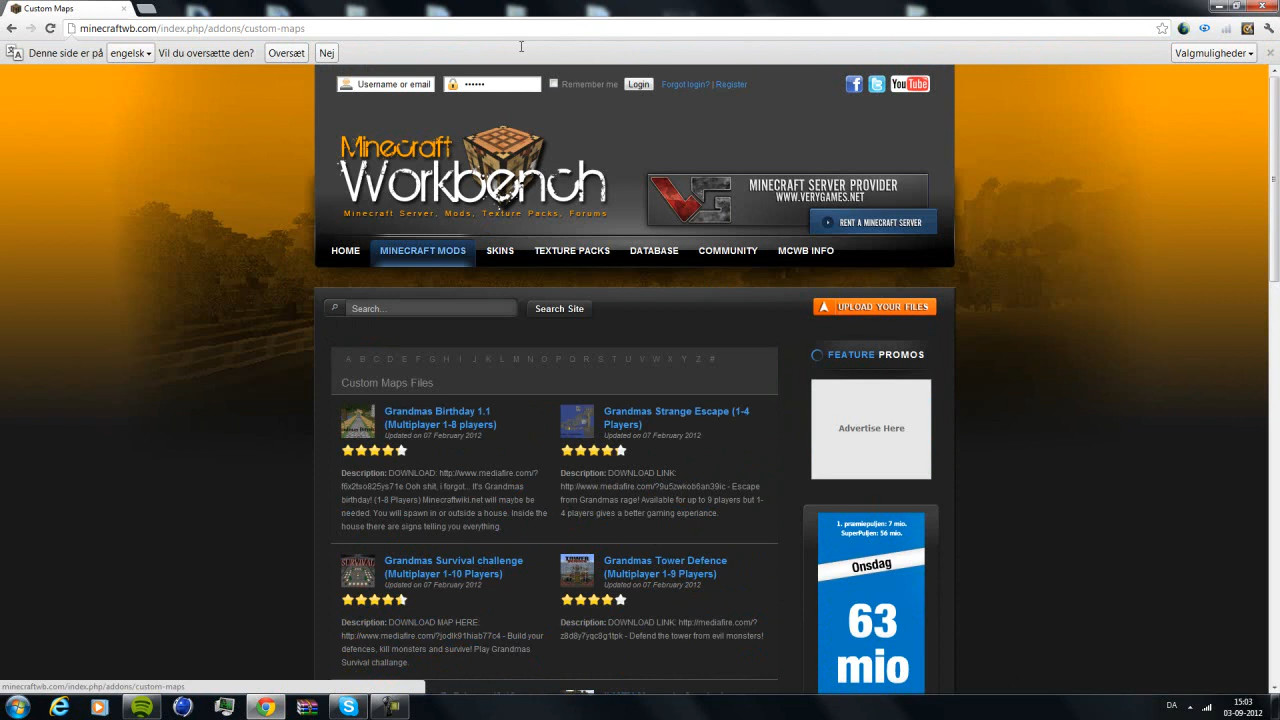 Custom Maps
minecraftwb.com/index.php/addons/custom-maps
Denne side er på engelsk Vil du oversætte den? Oversæt Nej Valgmuligheder
Username or email •••••• Remember me Login Forgot login? | Register
You Tube
Minecraft
Workbench
Minecraft Server, Mods, Texture Packs, Forums
VG
MINECRAFT SERVER PROVIDER
WWW.VERYGAMES.NET
RENT A MINECRAFT SERVER
HOME MINECRAFT MODS SKINS TEXTURE PACKS DATABASE COMMUNITY MCWB INFO
Search... Search Site UPLOAD YOUR FILES
A B C D E F G H I J K L M N O P Q R S T U V W X Y Z #
Custom Maps Files
FEATURE PROMOS
Advertise Here
Grandmas Birthday 1.1
(Multiplayer 1-8 players)
Updated on 07 February 2012
Description: DOWNLOAD: http://www.mediafire.com/?
f6x2tso825ys71e Ooh shit, i forgot... It's Grandmas
birthday! (1-8 Players) Minecraftwiki.net will maybe be
needed. You will spawn in or outside a house. Inside the
house there are signs telling you everything.
Grandmas Strange Escape (1-4
Players)
Updated on 07 February 2012
Description: DOWNLOAD LINK:
http://www.mediafire.com/?9u5zwkob6an39ic - Escape
from Grandmas rage! Available for up to 9 players but 1-
4 players gives a better gaming experiance.
Grandmas Survival challenge
(Multiplayer 1-10 Players)
Updated on 07 February 2012
Description: DOWNLOAD MAP HERE:
http://www.mediafire.com/?jodlk91hiab77c4 - Build your
defences, kill monsters and survive! Play Grandmas
Survival challange.
Grandmas Tower Defence
(Multiplayer 1-9 Players)
Updated on 07 February 2012
Description: DOWNLOAD LINK: http://mediafire.com/?
z8d8y7yqc8g1tpk - Defend the tower from evil monsters!
1. præmiepuljen: 7 mio.
SuperPuljen: 56 mio.
Onsdag
63
mio
minecraftwb.com/index.php/addons/custom-maps
DA
15:03
03-09-2012